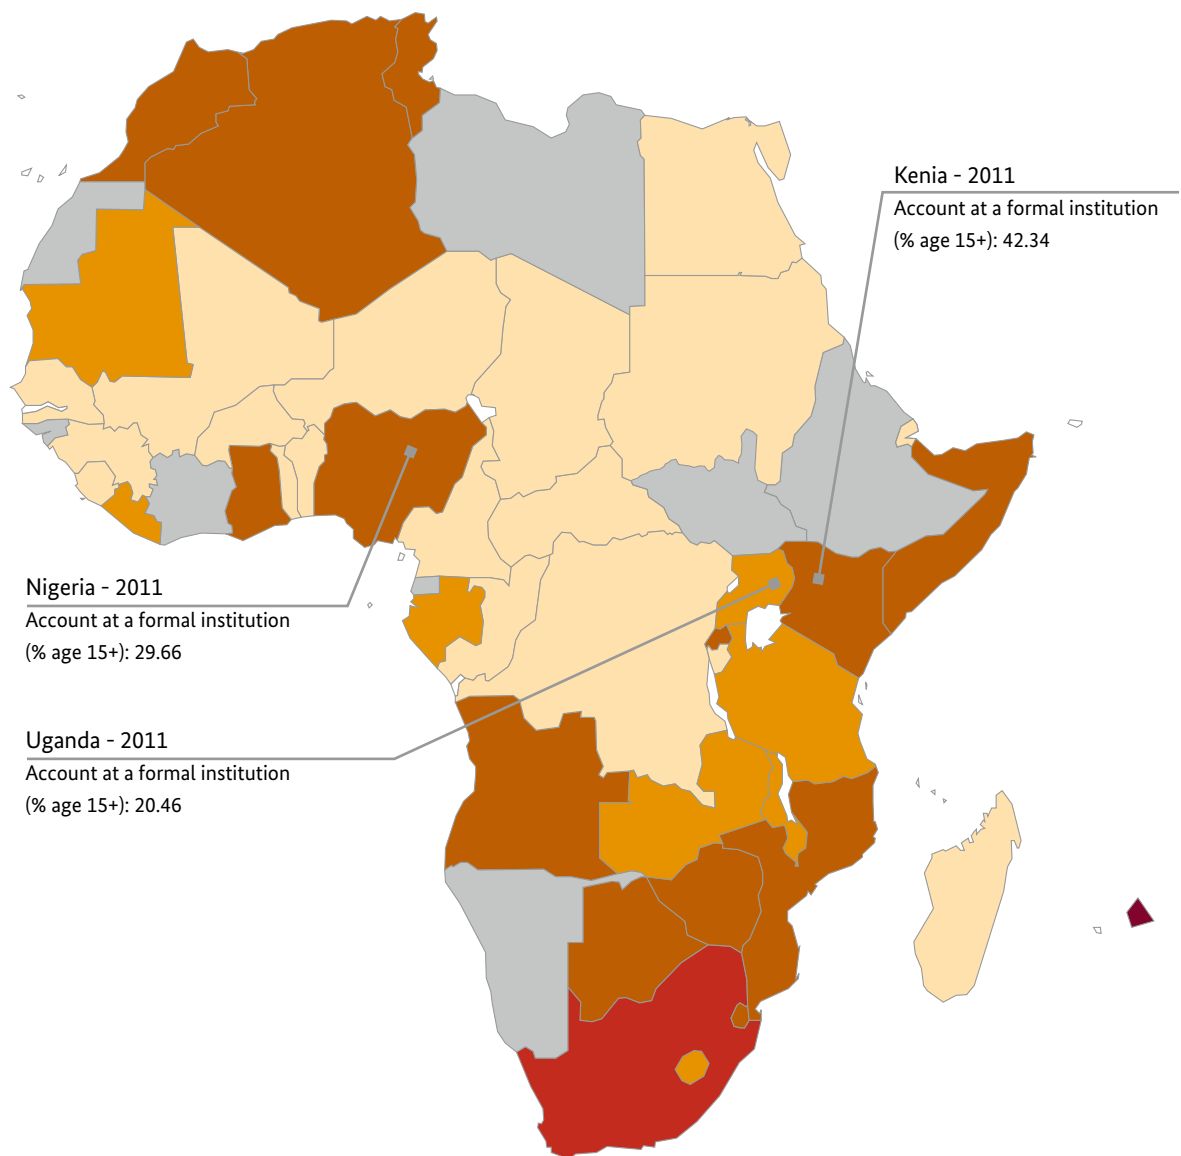 Kenia - 2011
Account at a formal institution
(% age 15+): 42.34
Nigeria - 2011
Account at a formal institution
(% age 15+): 29.66
Uganda - 2011
Account at a formal institution
(% age 15+): 20.46